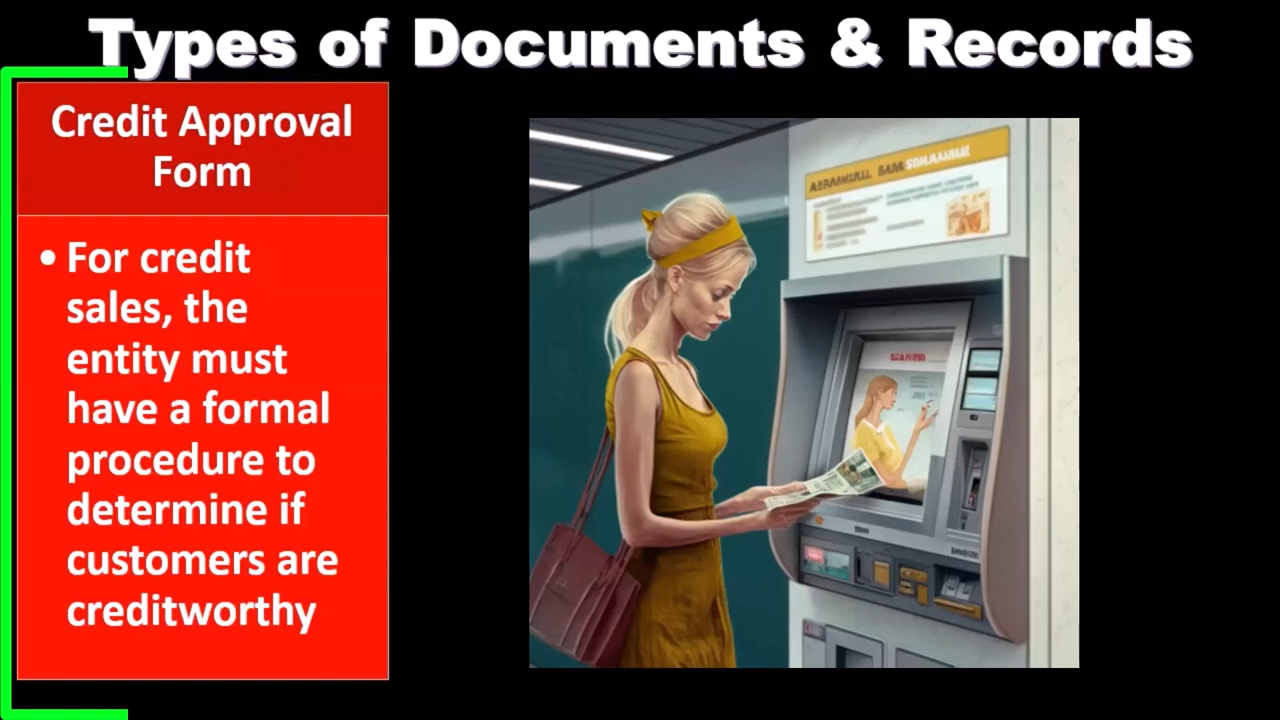 Types of Documents & Records
Credit Approval
Form
• For credit
sales, the
entity must
have a formal
procedure to
determine if
customers are
creditworthy